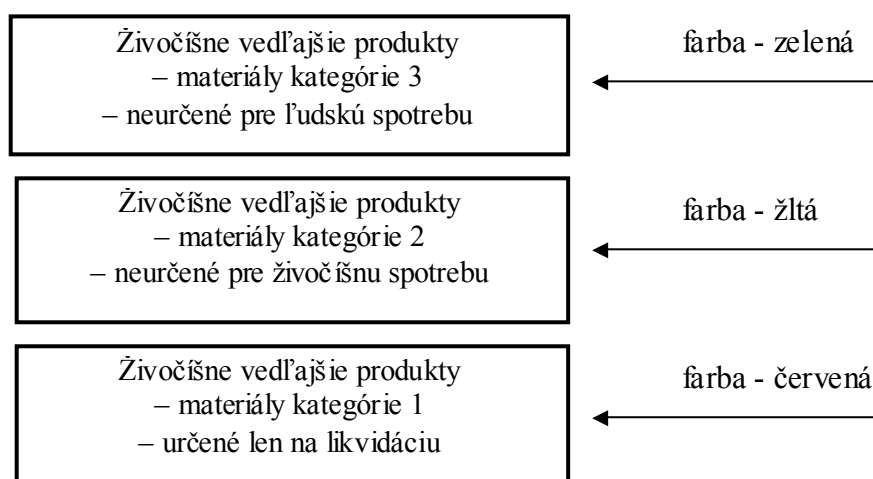 Živočíšne vedľajšie produkty
– materiály kategórie 3
– neurčené pre ľudskú spotrebu
farba - zelená
Živočíšne vedľajšie produkty
– materiály kategórie 2
– neurčené pre živočíšnu spotrebu
farba - žltá
Živočíšne vedľajšie produkty
– materiály kategórie 1
– určené len na likvidáciu
farba - červená